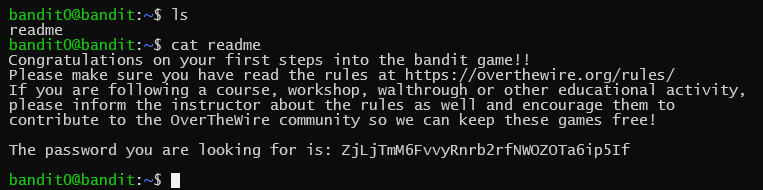 bandit0@bandit:~$ ls
readme
bandit0@bandit:~$ cat readme
Congratulations on your first steps into the bandit game!!
Please make sure you have read the rules at https://overthewire.org/rules/
If you are following a course, workshop, walthrough or other educational activity,
please inform the instructor about the rules as well and encourage them to
contribute to the OverTheWire community so we can keep these games free!
The password you are looking for is: ZjLjTmM6FvvyRnrb2rfNWOZOTa6ip5If
bandit0@bandit:~$